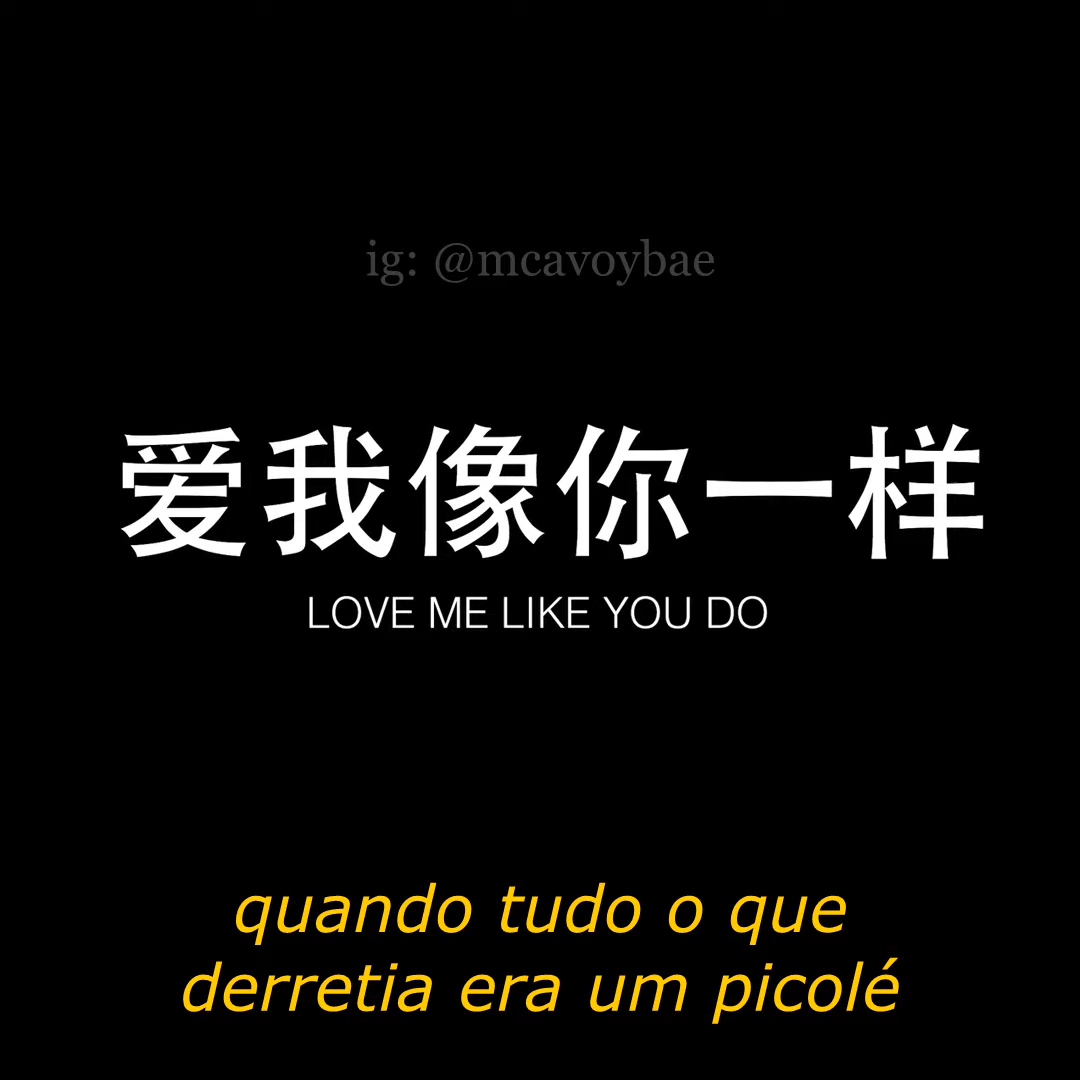 ig: @mcavoybae
爱我像你一样
LOVE ME LIKE YOU DO
quando tudo o que
derretia era um picolé